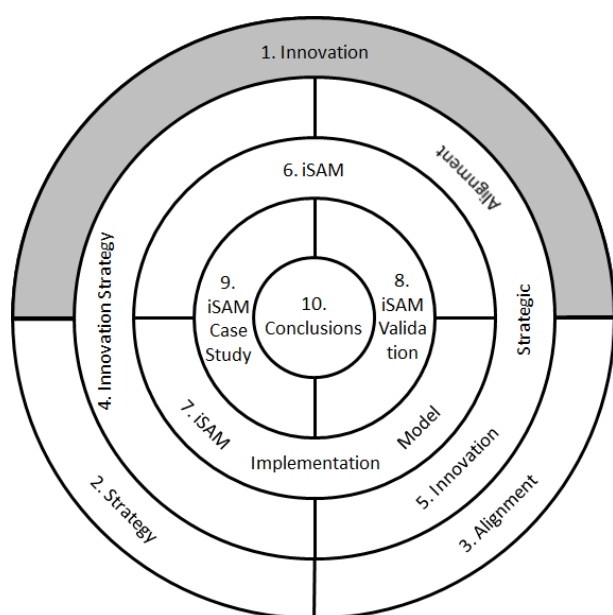 1. Innovation
2. Strategy
3. Alignment
4. Innovation Strategy
5. Innovation
Strategic
Alignment
6. iSAM
7. iSAM
Implementation
Model
8.
iSAM
Valida
tion
9.
iSAM
Case
Study
10.
Conclusions